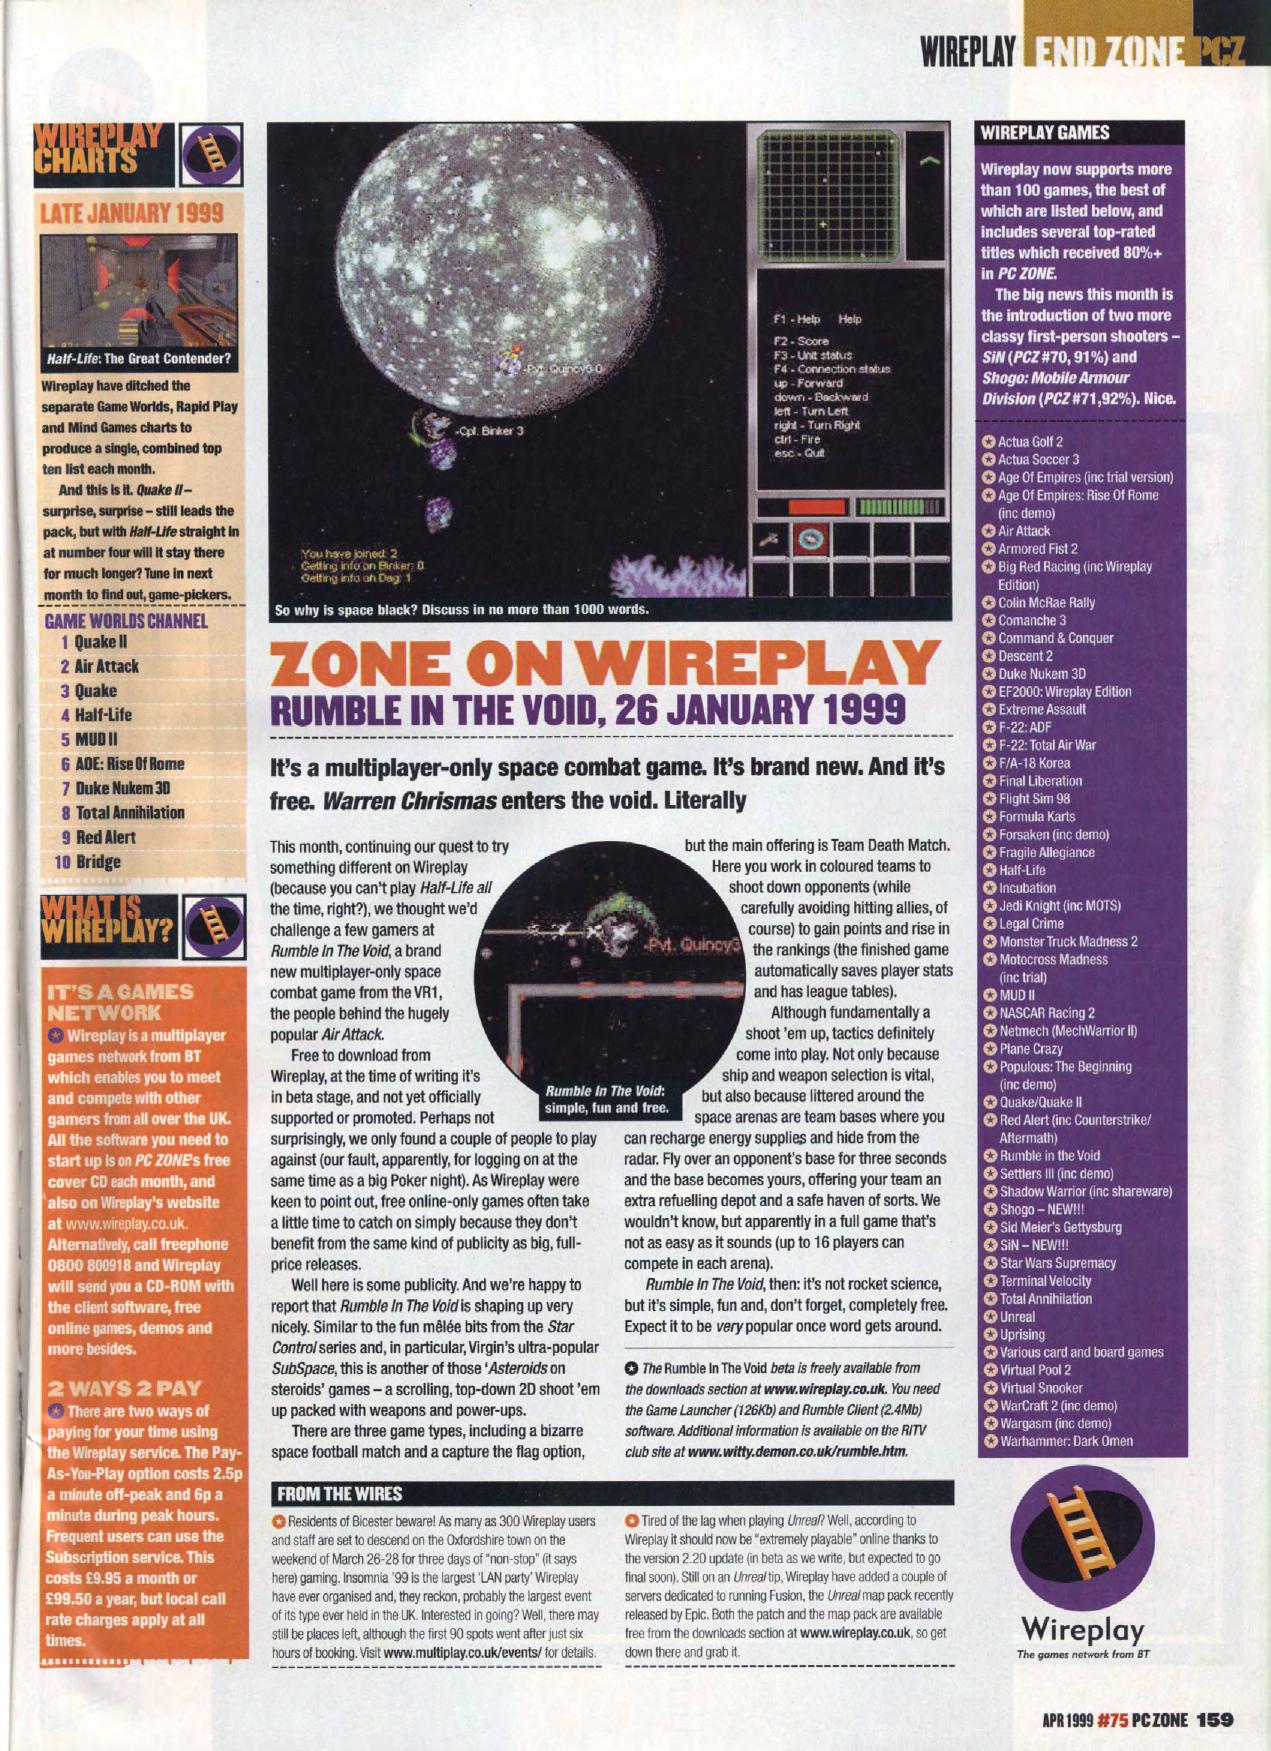 WIREPLAY END ZONE PCZ
WIREPLAY
CHARTS
LATE JANUARY 1999
Half-Life: The Great Contender?
Wireplay have ditched the
separate Game Worlds, Rapid Play
and Mind Games charts to
produce a single, combined top
ten list each month.
And this is it. Quake II –
surprise, surprise – still leads the
pack, but with Half-Life straight in
at number four will it stay there
for much longer? Tune in next
month to find out, game-pickers.
GAME WORLDS CHANNEL
1 Quake II
2 Air Attack
3 Quake
4 Half-Life
5 MUD II
6 AOE: Rise Of Rome
7 Duke Nukem 3D
8 Total Annihilation
9 Red Alert
10 Bridge
WHAT IS
WIREPLAY?
IT'S A GAMES
NETWORK
Wireplay is a multiplayer
games network from BT
which enables you to meet
and compete with other
gamers from all over the UK.
All the software you need to
start up is on PC ZONE's free
cover CD each month, and
also on Wireplay's website
at www.wireplay.co.uk.
Alternatively, call freephone
0800 800918 and Wireplay
will send you a CD-ROM with
the client software, free
online games, demos and
more besides.
2 WAYS 2 PAY
There are two ways of
paying for your time using
the Wireplay service. The Pay-
As-You-Play option costs 2.5p
a minute off-peak and 6p a
minute during peak hours.
Frequent users can use the
Subscription service. This
costs £9.95 a month or
£99.50 a year, but local call
rate charges apply at all
times.
-Pvt. Quincy3 0
-Cpl. Binker 3
You have joined: 2
Getting info on Binker: 0
Getting info on Dag: 1
F1 - Help Help
F2 - Score
F3 - Unit status
F4 - Connection status
up - Forward
down - Backward
left - Turn Left
right - Turn Right
ctrl - Fire
esc - Quit
So why is space black? Discuss in no more than 1000 words.
ZONE ON WIREPLAY
RUMBLE IN THE VOID, 26 JANUARY 1999
It's a multiplayer-only space combat game. It's brand new. And it's
free. Warren Chrismas enters the void. Literally
This month, continuing our quest to try
something different on Wireplay
(because you can't play Half-Life all
the time, right?), we thought we'd
challenge a few gamers at
Rumble In The Void, a brand
new multiplayer-only space
combat game from the VR1,
the people behind the hugely
popular Air Attack.
Free to download from
Wireplay, at the time of writing it's
in beta stage, and not yet officially
supported or promoted. Perhaps not
surprisingly, we only found a couple of people to play
against (our fault, apparently, for logging on at the
same time as a big Poker night). As Wireplay were
keen to point out, free online-only games often take
a little time to catch on simply because they don't
benefit from the same kind of publicity as big, full-
price releases.
Well here is some publicity. And we're happy to
report that Rumble In The Void is shaping up very
nicely. Similar to the fun mêlée bits from the Star
Control series and, in particular, Virgin's ultra-popular
SubSpace, this is another of those 'Asteroids on
steroids' games – a scrolling, top-down 2D shoot 'em
up packed with weapons and power-ups.
There are three game types, including a bizarre
space football match and a capture the flag option,
-Pvt. Quincy3
Rumble In The Void:
simple, fun and free.
but the main offering is Team Death Match.
Here you work in coloured teams to
shoot down opponents (while
carefully avoiding hitting allies, of
course) to gain points and rise in
the rankings (the finished game
automatically saves player stats
and has league tables).
Although fundamentally a
shoot 'em up, tactics definitely
come into play. Not only because
ship and weapon selection is vital,
but also because littered around the
space arenas are team bases where you
can recharge energy supplies and hide from the
radar. Fly over an opponent's base for three seconds
and the base becomes yours, offering your team an
extra refuelling depot and a safe haven of sorts. We
wouldn't know, but apparently in a full game that's
not as easy as it sounds (up to 16 players can
compete in each arena).
Rumble In The Void, then: it's not rocket science,
but it's simple, fun and, don't forget, completely free.
Expect it to be very popular once word gets around.
The Rumble In The Void beta is freely available from
the downloads section at www.wireplay.co.uk. You need
the Game Launcher (126Kb) and Rumble Client (2.4Mb)
software. Additional information is available on the RITV
club site at www.witty.demon.co.uk/rumble.htm.
FROM THE WIRES
Residents of Bicester beware! As many as 300 Wireplay users
and staff are set to descend on the Oxfordshire town on the
weekend of March 26-28 for three days of "non-stop" (it says
here) gaming. Insomnia '99 is the largest 'LAN party' Wireplay
have ever organised and, they reckon, probably the largest event
of its type ever held in the UK. Interested in going? Well, there may
still be places left, although the first 90 spots went after just six
hours of booking. Visit www.multiplay.co.uk/events/ for details.
Tired of the lag when playing Unreal? Well, according to
Wireplay it should now be "extremely playable" online thanks to
the version 2.20 update (in beta as we write, but expected to go
final soon). Still on an Unreal tip, Wireplay have added a couple of
servers dedicated to running Fusion, the Unreal map pack recently
released by Epic. Both the patch and the map pack are available
free from the downloads section at www.wireplay.co.uk, so get
down there and grab it.
WIREPLAY GAMES
Wireplay now supports more
than 100 games, the best of
which are listed below, and
includes several top-rated
titles which received 80%+
in PC ZONE.
The big news this month is
the introduction of two more
classy first-person shooters –
SiN (PCZ #70, 91%) and
Shogo: Mobile Armour
Division (PCZ #71, 92%). Nice.
Actua Golf 2
Actua Soccer 3
Age Of Empires (inc trial version)
Age Of Empires: Rise Of Rome
(inc demo)
Air Attack
Armored Fist 2
Big Red Racing (inc Wireplay
Edition)
Colin McRae Rally
Comanche 3
Command & Conquer
Descent 2
Duke Nukem 3D
EF2000: Wireplay Edition
Extreme Assault
F-22: ADF
F-22: Total Air War
F/A-18 Korea
Final Liberation
Flight Sim 98
Formula Karts
Forsaken (inc demo)
Fragile Allegiance
Half-Life
Incubation
Jedi Knight (inc MOTS)
Legal Crime
Monster Truck Madness 2
Motocross Madness
(inc trial)
MUD II
NASCAR Racing 2
Netmech (MechWarrior II)
Plane Crazy
Populous: The Beginning
(inc demo)
Quake/Quake II
Red Alert (inc Counterstrike/
Aftermath)
Rumble in the Void
Settlers III (inc demo)
Shadow Warrior (inc shareware)
Shogo – NEW!!!
Sid Meier's Gettysburg
SiN – NEW!!!
Star Wars Supremacy
Terminal Velocity
Total Annihilation
Unreal
Uprising
Various card and board games
Virtual Pool 2
Virtual Snooker
WarCraft 2 (inc demo)
Wargasm (inc demo)
Warhammer: Dark Omen
Wireplay
The games network from BT
APR 1999 #75 PC ZONE 159